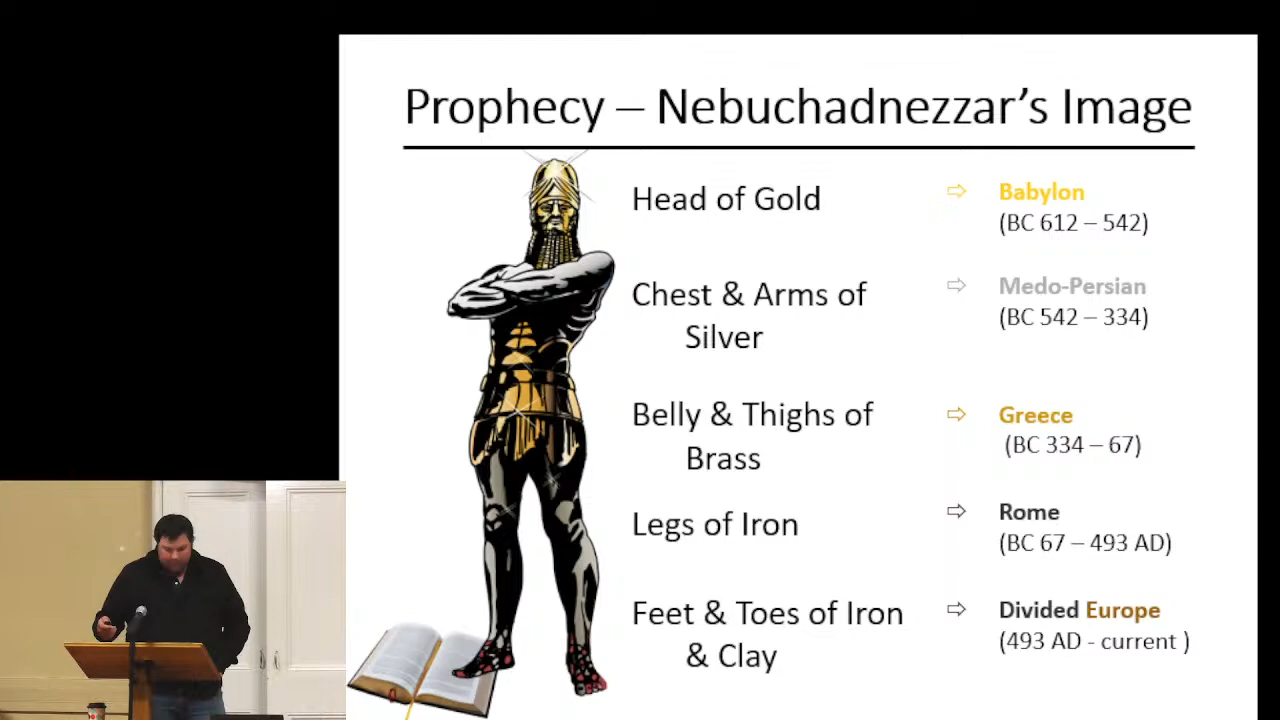 Prophecy – Nebuchadnezzar’s Image
Head of Gold
⇨ Babylon
(BC 612 – 542)
Chest & Arms of
Silver
⇨ Medo-Persian
(BC 542 – 334)
Belly & Thighs of
Brass
⇨ Greece
(BC 334 – 67)
Legs of Iron
⇨ Rome
(BC 67 – 493 AD)
Feet & Toes of Iron
& Clay
⇨ Divided Europe
(493 AD - current )